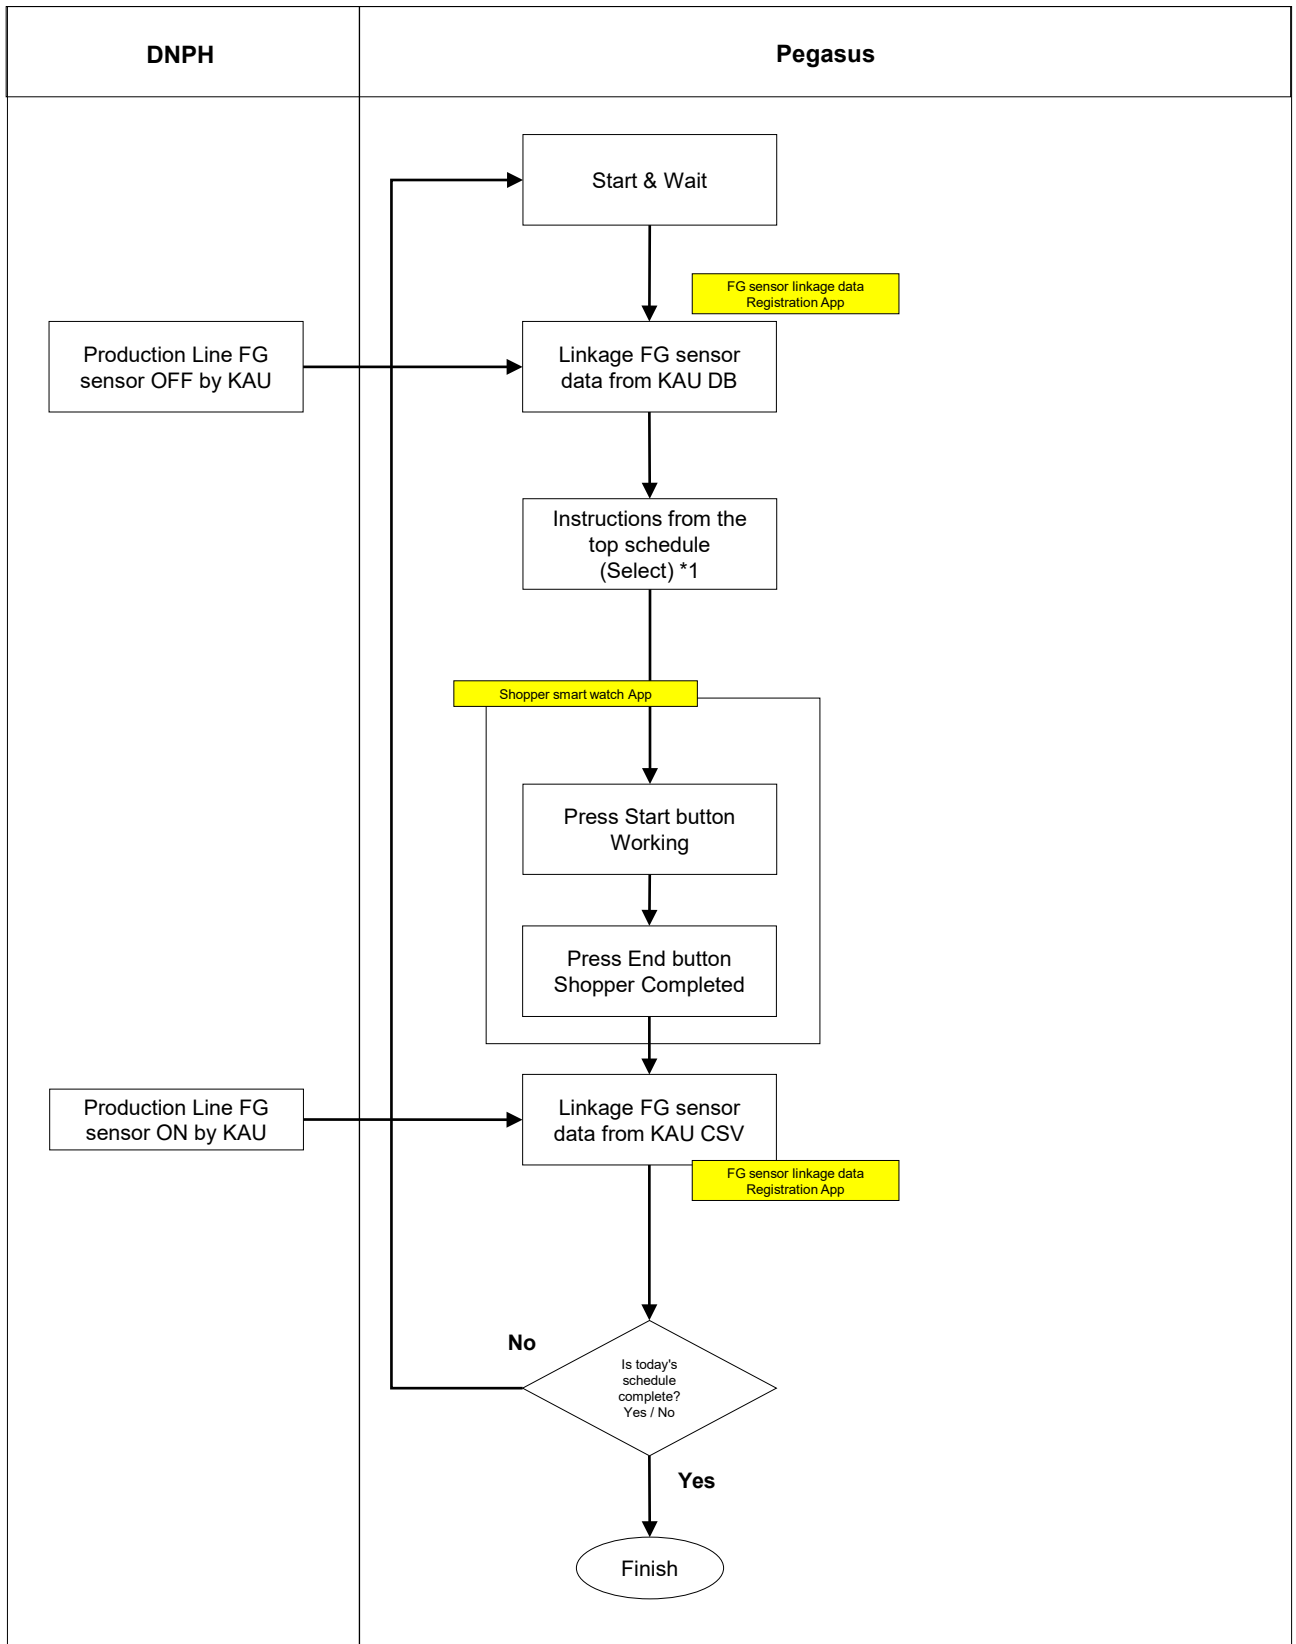 DNPH
Pegasus
Start & Wait
FG sensor linkage data
Registration App
Production Line FG
sensor OFF by KAU
Linkage FG sensor
data from KAU DB
Instructions from the
top schedule
(Select) *1
Shopper smart watch App
Press Start button
Working
Press End button
Shopper Completed
Production Line FG
sensor ON by KAU
Linkage FG sensor
data from KAU CSV
FG sensor linkage data
Registration App
No
Is today's
schedule
complete?
Yes / No
Yes
Finish